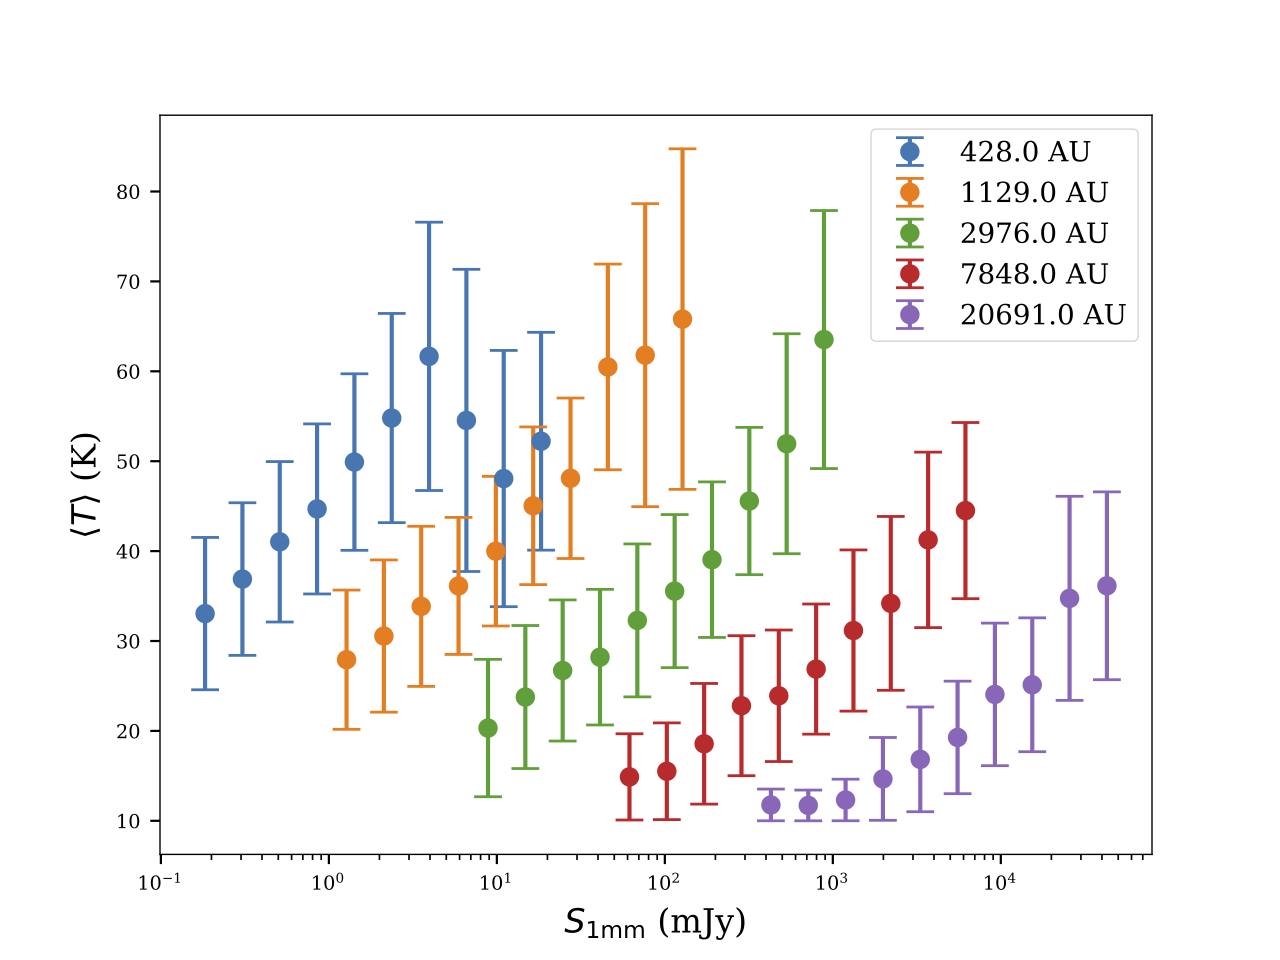 428.0 AU
1129.0 AU
2976.0 AU
7848.0 AU
20691.0 AU
80
70
60
50
40
30
20
10
⟨T⟩ (K)
10⁻¹ 10⁰ 10¹ 10² 10³ 10⁴
S₁ₘₘ (mJy)